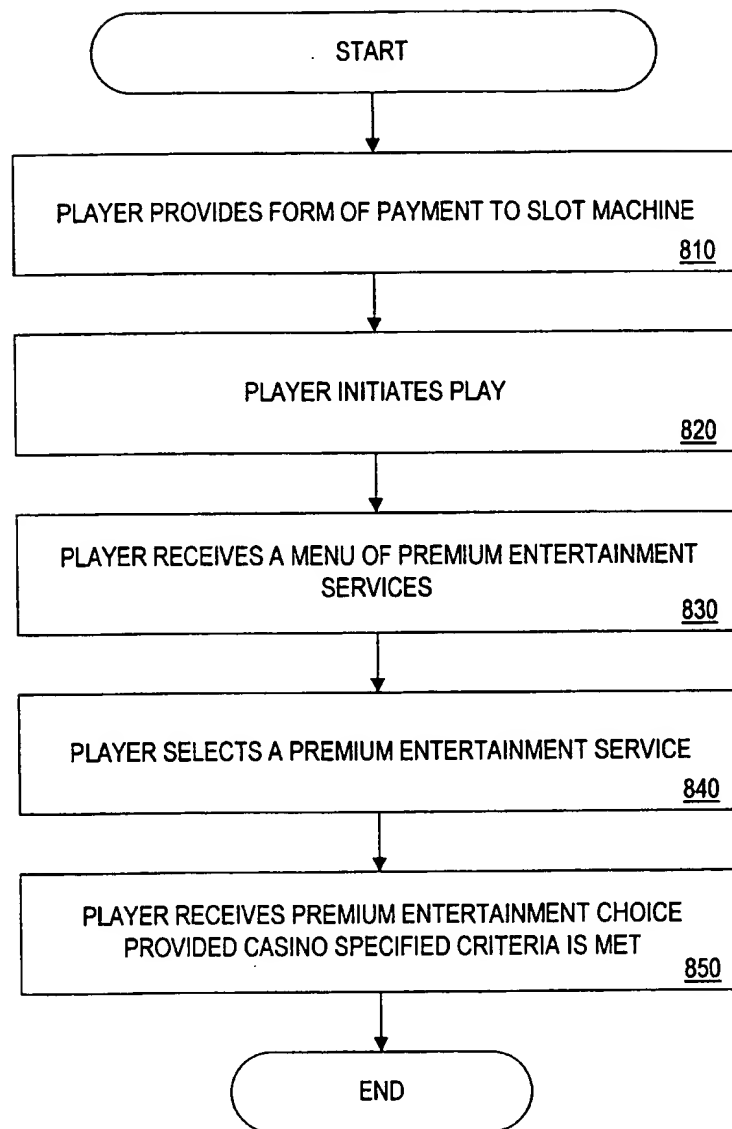 START
PLAYER PROVIDES FORM OF PAYMENT TO SLOT MACHINE
810
PLAYER INITIATES PLAY
820
PLAYER RECEIVES A MENU OF PREMIUM ENTERTAINMENT
SERVICES
830
PLAYER SELECTS A PREMIUM ENTERTAINMENT SERVICE
840
PLAYER RECEIVES PREMIUM ENTERTAINMENT CHOICE
PROVIDED CASINO SPECIFIED CRITERIA IS MET
850
END